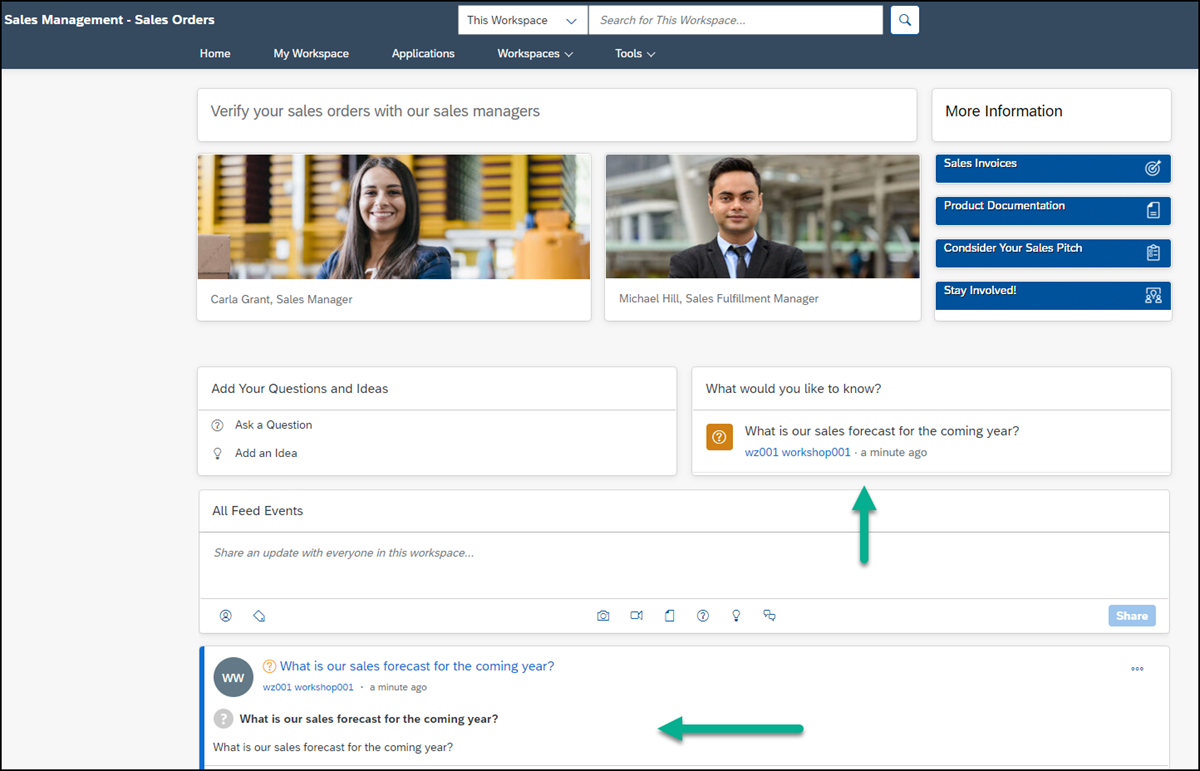 Sales Management - Sales Orders
This Workspace
Search for This Workspace...
Home
My Workspace
Applications
Workspaces
Tools
Verify your sales orders with our sales managers
More Information
Carla Grant, Sales Manager
Michael Hill, Sales Fulfillment Manager
Sales Invoices
Product Documentation
Condsider Your Sales Pitch
Stay Involved!
Add Your Questions and Ideas
Ask a Question
Add an Idea
What would you like to know?
What is our sales forecast for the coming year?
wz001 workshop001 · a minute ago
All Feed Events
Share an update with everyone in this workspace...
Share
WW
What is our sales forecast for the coming year?
wz001 workshop001 · a minute ago
What is our sales forecast for the coming year?
What is our sales forecast for the coming year?